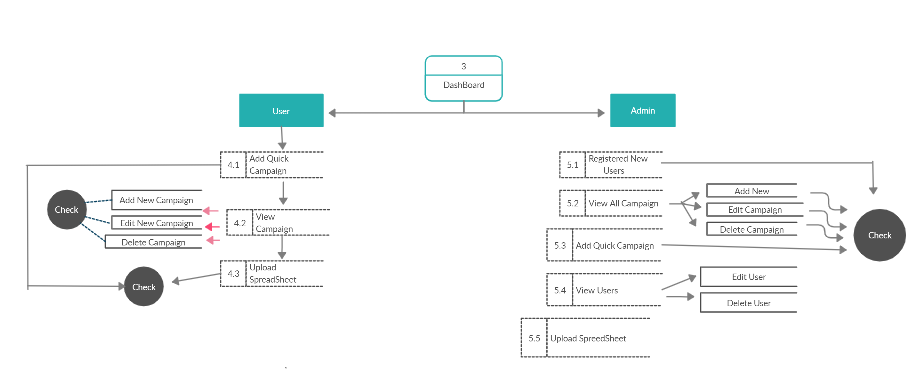 3
DashBoard
User
Admin
4.1
Add Quick
Campaign
Check
Add New Campaign
Edit New Campaign
Delete Campaign
4.2
View
Campaign
Check
4.3
Upload
SpreadSheet
5.1
Registered New
Users
5.2
View All Campaign
Add New
Edit Campaign
Delete Campaign
Check
5.3
Add Quick Campaign
5.4
View Users
Edit User
Delete User
5.5
Upload SpreedSheet